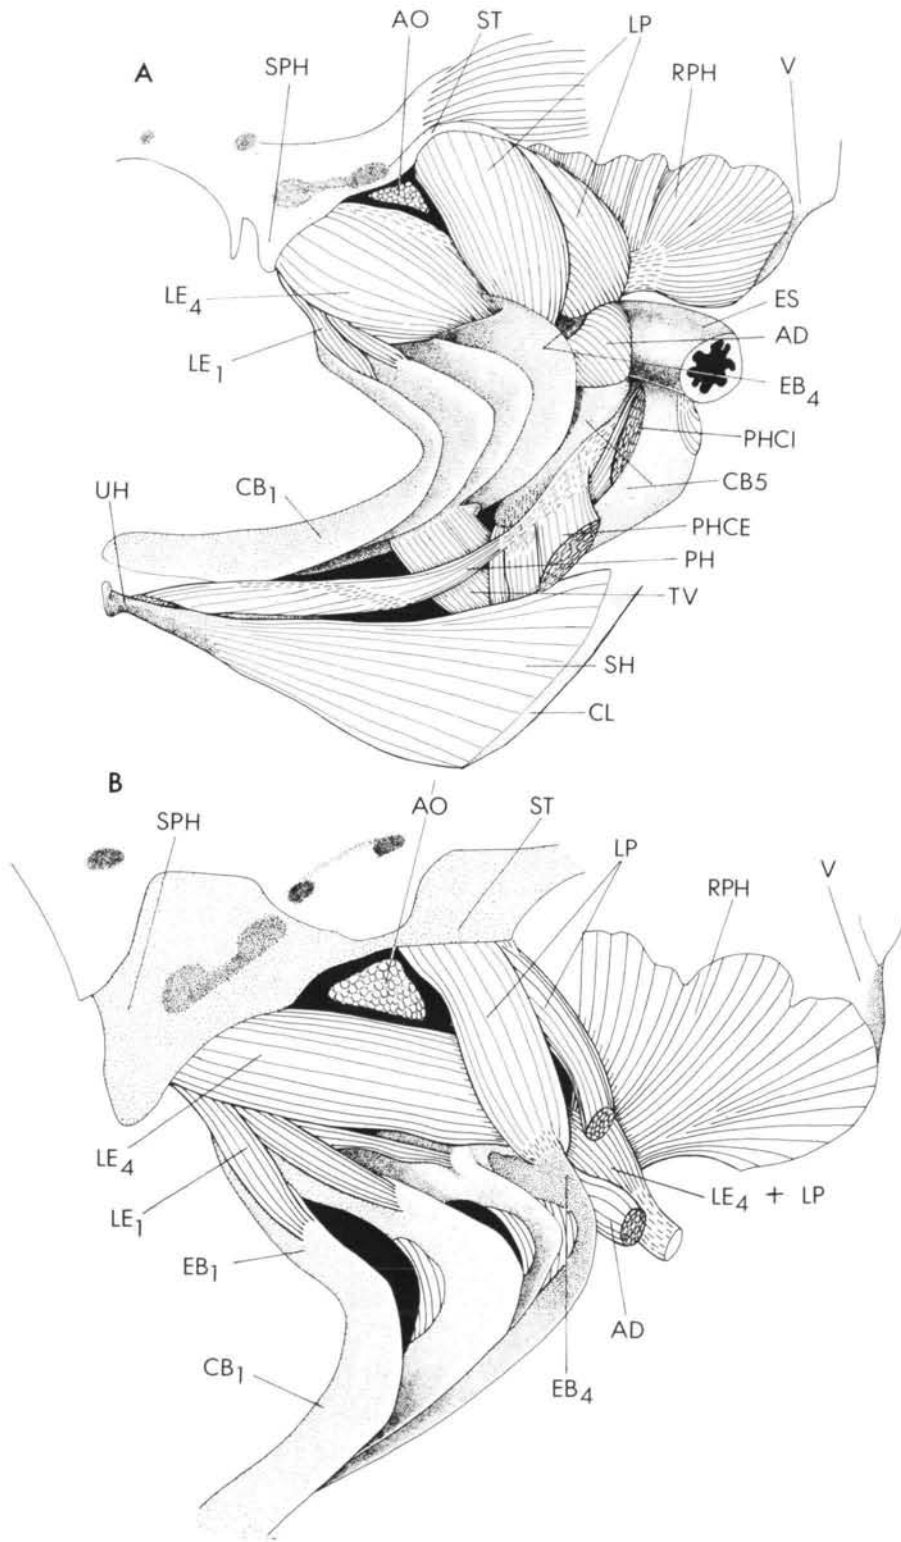 A
AO
ST
LP
SPH
RPH
V
LE4
LE1
ES
AD
EB4
PHCI
CB5
PHCE
PH
TV
UH
CB1
SH
CL
B
AO
ST
LP
SPH
RPH
V
LE4
LE1
LE4 + LP
EB1
AD
CB1
EB4